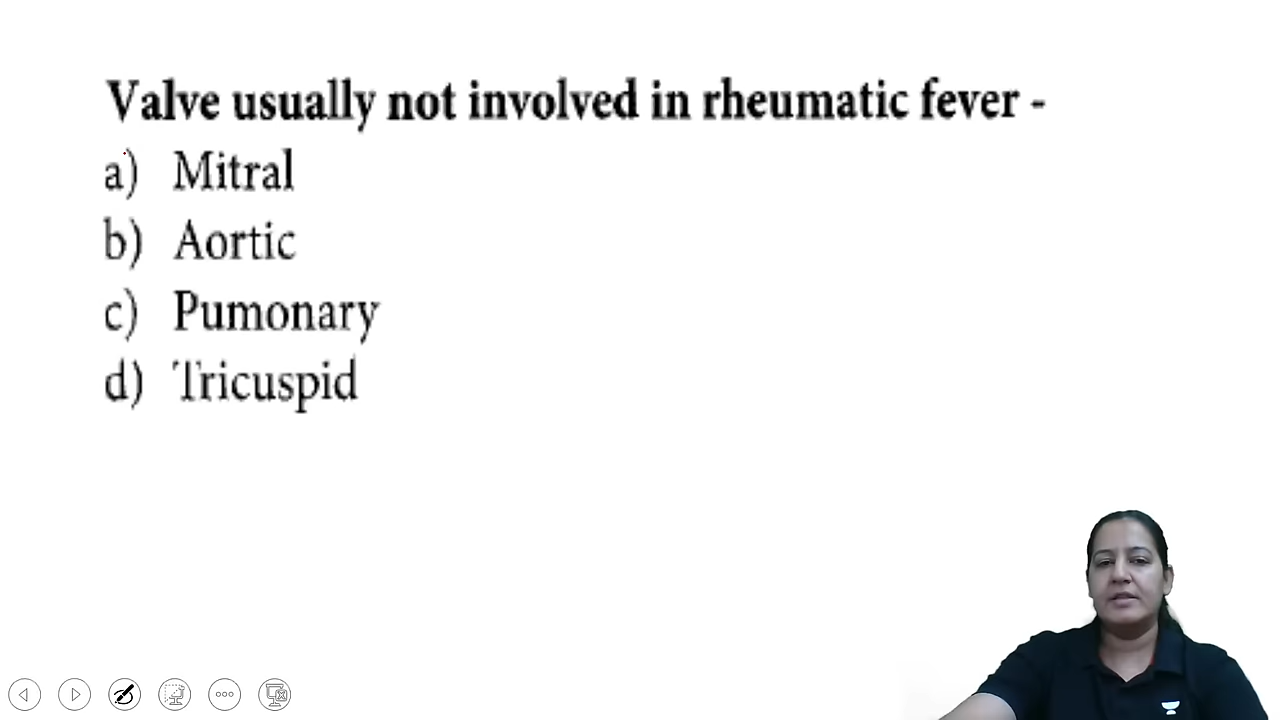 Valve usually not involved in rheumatic fever -
a) Mitral
b) Aortic
c) Pumonary
d) Tricuspid